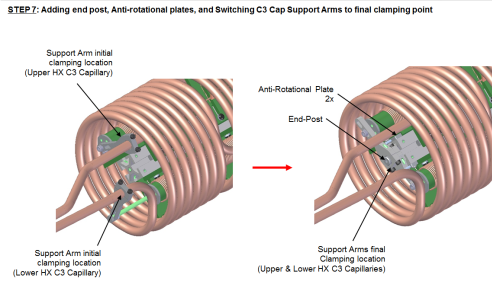 STEP 7: Adding end post, Anti-rotational plates, and Switching C3 Cap Support Arms to final clamping point
Support Arm initial
clamping location
(Upper HX C3 Capillary)
Support Arm initial
clamping location
(Lower HX C3 Capillary)
Anti-Rotational Plate
2x
End-Post
Support Arms final
Clamping location
(Upper & Lower HX C3 Capillaries)